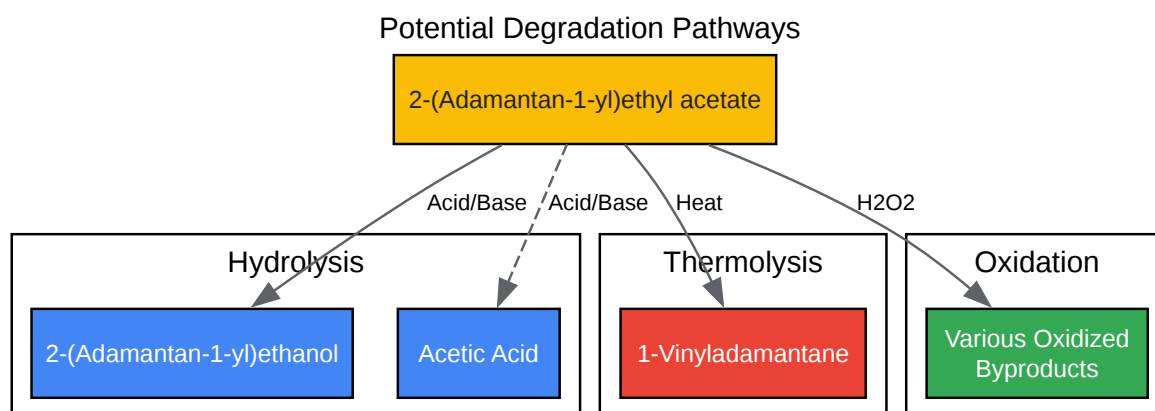 Potential Degradation Pathways
2-(Adamantan-1-yl)ethyl acetate
Acid/Base
Acid/Base
Heat
H2O2
Hydrolysis
Thermolysis
Oxidation
2-(Adamantan-1-yl)ethanol
Acetic Acid
1-Vinyladamantane
Various Oxidized
Byproducts